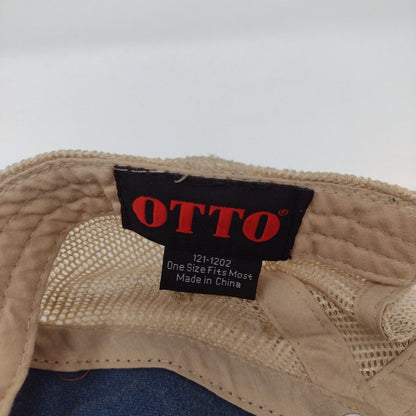 OTTO®
121-1202
One Size Fits Most
Made in China